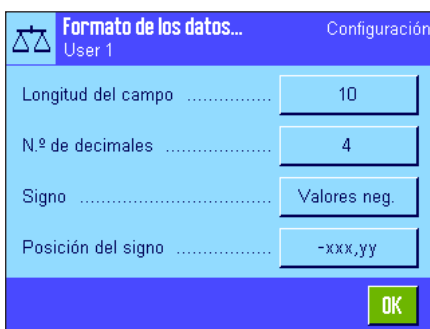 Formato de los datos... Configuración
User 1
Longitud del campo ................ 10
N.º de decimales ................... 4
Signo .................................. Valores neg.
Posición del signo ................. -xxx,yy
OK